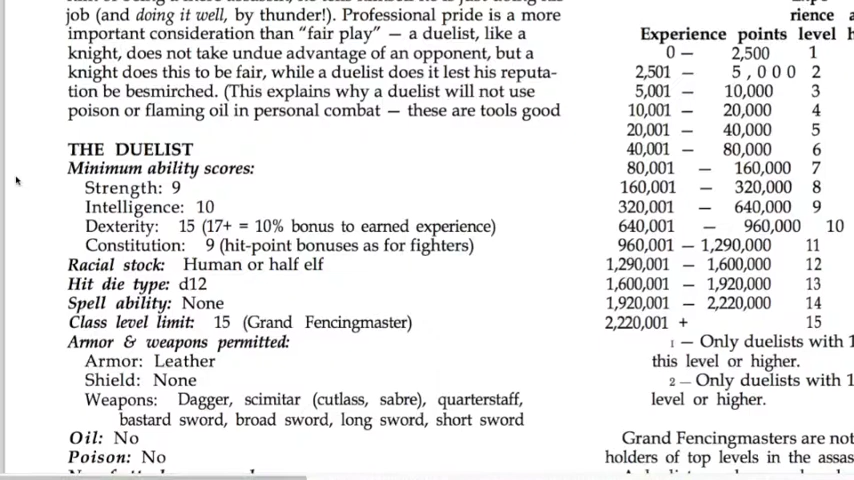 job (and doing it well, by thunder!). Professional pride is a more
important consideration than “fair play” — a duelist, like a
knight, does not take undue advantage of an opponent, but a
knight does this to be fair, while a duelist does it lest his reputa-
tion be besmirched. (This explains why a duelist will not use
poison or flaming oil in personal combat — these are tools good
THE DUELIST
Minimum ability scores:
Strength: 9
Intelligence: 10
Dexterity: 15 (17+ = 10% bonus to earned experience)
Constitution: 9 (hit-point bonuses as for fighters)
Racial stock: Human or half elf
Hit die type: d12
Spell ability: None
Class level limit: 15 (Grand Fencingmaster)
Armor & weapons permitted:
Armor: Leather
Shield: None
Weapons: Dagger, scimitar (cutlass, sabre), quarterstaff,
bastard sword, broad sword, long sword, short sword
Oil: No
Poison: No
rience a
Experience points level h
0 — 2,500 1
2,501 — 5,000 2
5,001 — 10,000 3
10,001 — 20,000 4
20,001 — 40,000 5
40,001 — 80,000 6
80,001 — 160,000 7
160,001 — 320,000 8
320,001 — 640,000 9
640,001 — 960,000 10
960,001 — 1,290,000 11
1,290,001 — 1,600,000 12
1,600,001 — 1,920,000 13
1,920,001 — 2,220,000 14
2,220,001 + 15
1 — Only duelists with 1
this level or higher.
2 — Only duelists with 1
level or higher.
Grand Fencingmasters are not
holders of top levels in the assas